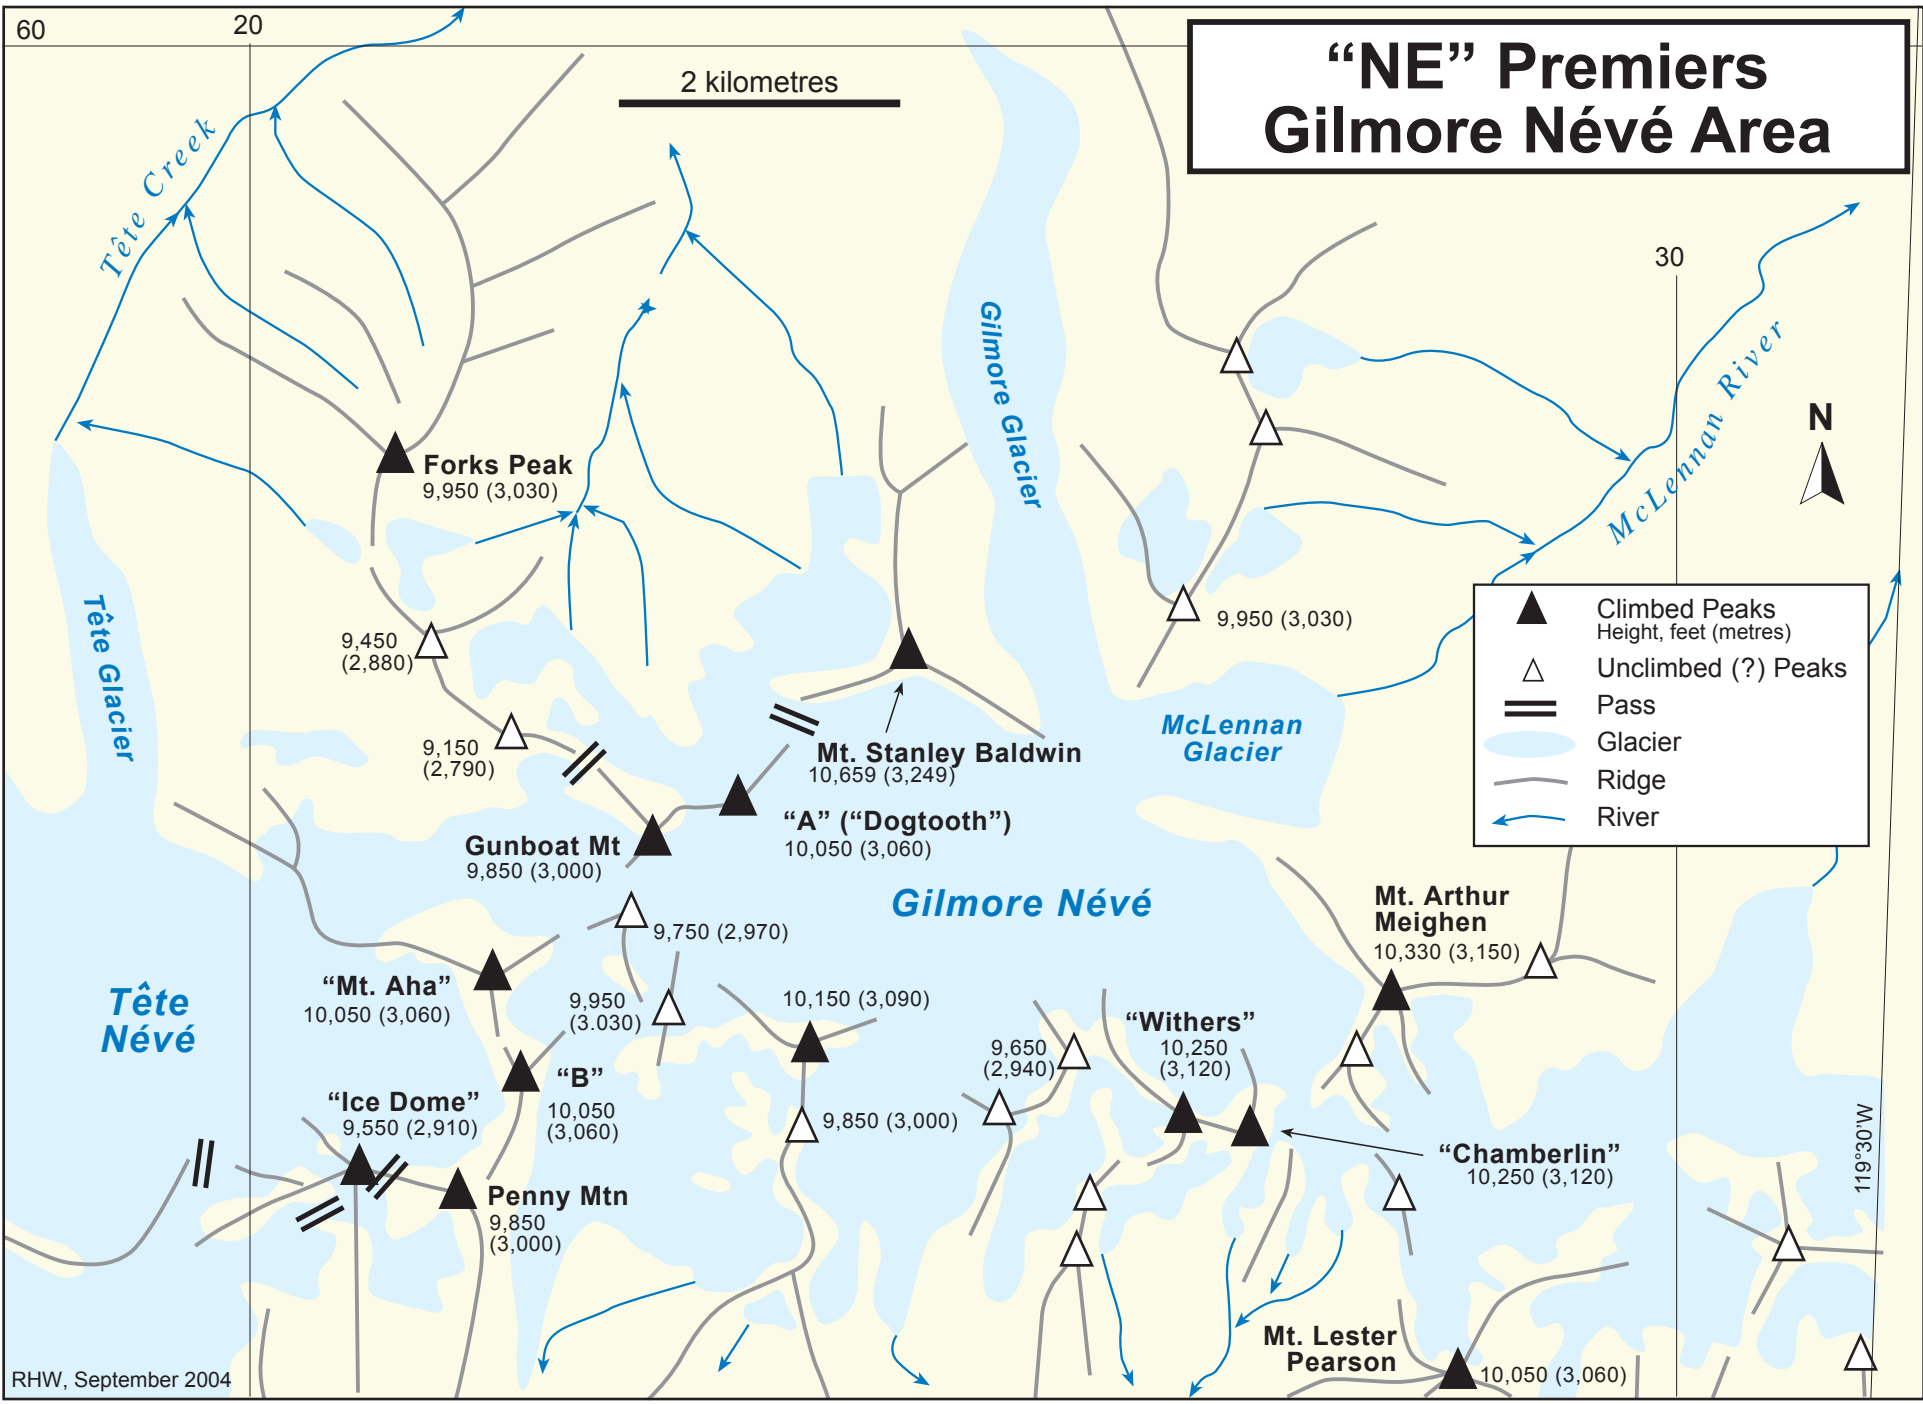 60
20
2 kilometres
“NE” Premiers
Gilmore Névé Area
Tête Creek
30
Gilmore Glacier
McLennan River
N
Forks Peak
9,950 (3,030)
Climbed Peaks
Height, feet (metres)
Unclimbed (?) Peaks
Pass
Glacier
Ridge
River
Tête Glacier
9,450
(2,880)
9,950 (3,030)
9,150
(2,790)
Mt. Stanley Baldwin
10,659 (3,249)
McLennan
Glacier
“A” (“Dogtooth”)
10,050 (3,060)
Gunboat Mt
9,850 (3,000)
Gilmore Névé
Mt. Arthur
Meighen
10,330 (3,150)
9,750 (2,970)
“Mt. Aha”
10,050 (3,060)
Tête
Névé
9,950
(3.030)
10,150 (3,090)
9,650
(2,940)
“Withers”
10,250
(3,120)
“B”
10,050
(3,060)
“Ice Dome”
9,550 (2,910)
9,850 (3,000)
“Chamberlin”
10,250 (3,120)
119°30'W
Penny Mtn
9,850
(3,000)
Mt. Lester
Pearson
10,050 (3,060)
RHW, September 2004